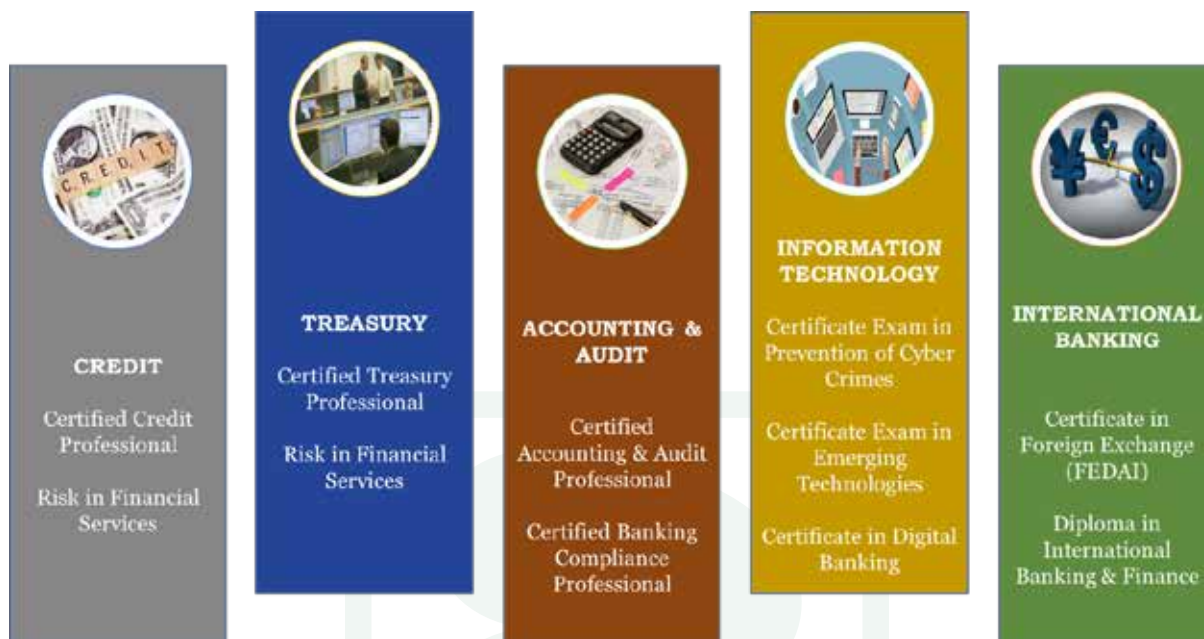 CREDIT
CREDIT
Certified Credit
Professional
Risk in Financial
Services
TREASURY
Certified Treasury
Professional
Risk in Financial
Services
ACCOUNTING &
AUDIT
Certified
Accounting & Audit
Professional
Certified Banking
Compliance
Professional
INFORMATION
TECHNOLOGY
Certificate Exam in
Prevention of Cyber
Crimes
Certificate Exam in
Emerging
Technologies
Certificate in Digital
Banking
¥ € $
INTERNATIONAL
BANKING
Certificate in
Foreign Exchange
(FEDAI)
Diploma in
International
Banking & Finance